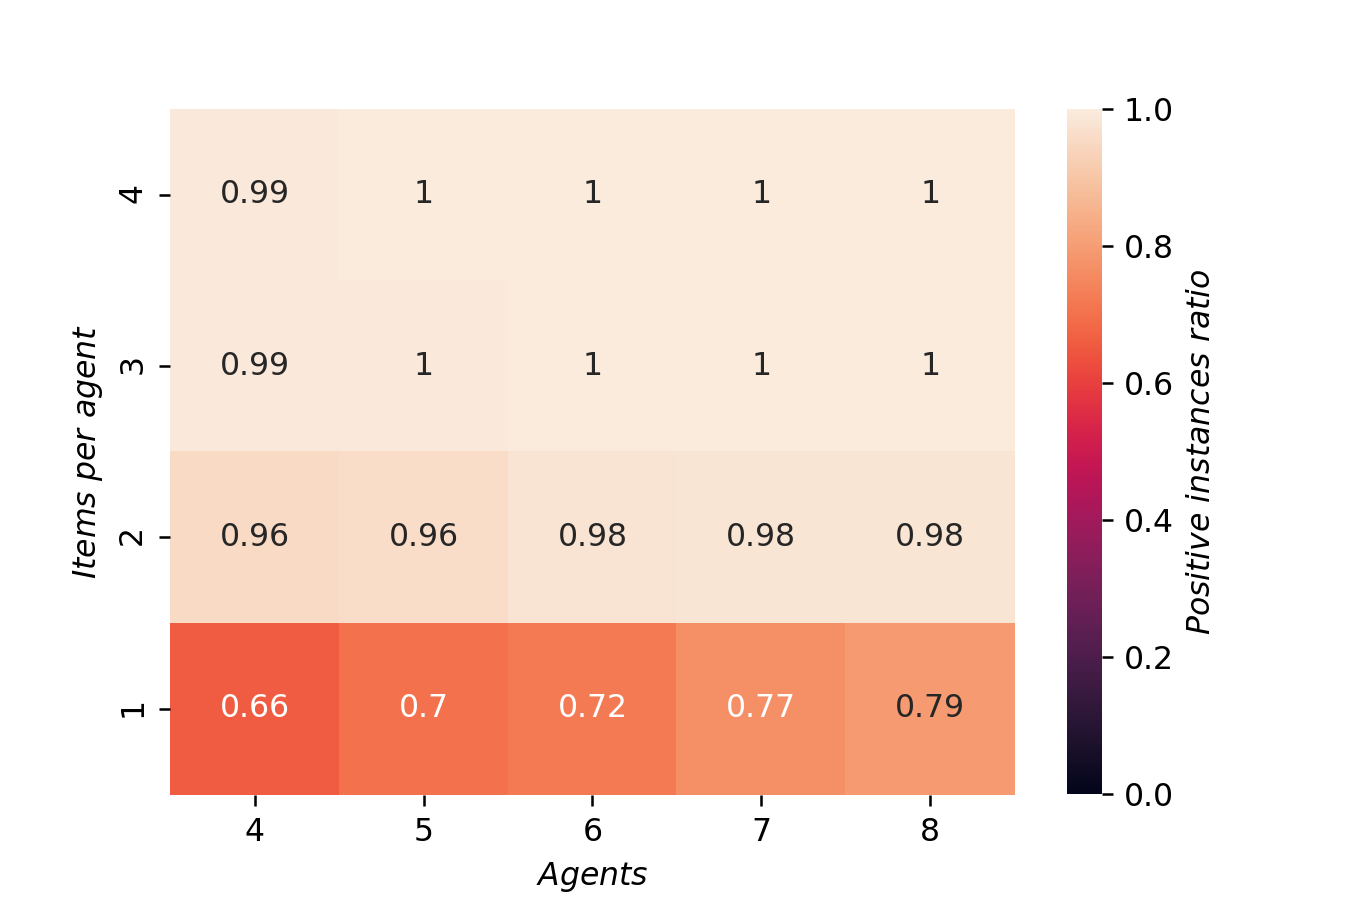 4 0.99 1 1 1 1
3 0.99 1 1 1 1
2 0.96 0.96 0.98 0.98 0.98
1 0.66 0.7 0.72 0.77 0.79
4 5 6 7 8
Agents
Items per agent
1.0
0.8
0.6
0.4
0.2
0.0
Positive instances ratio